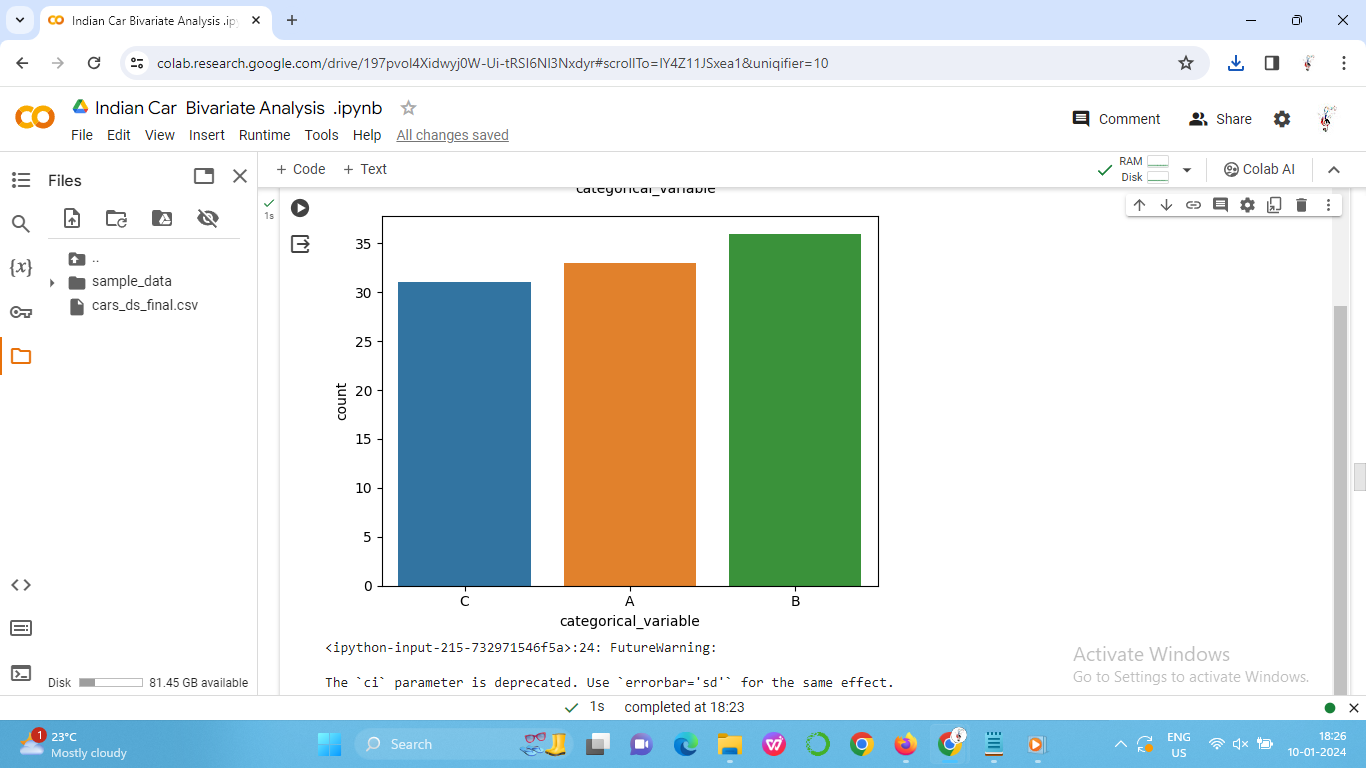 Indian Car Bivariate Analysis .ip
colab.research.google.com/drive/197pvol4Xidwyj0W-Ui-tRSI6NI3Nxdyr#scrollTo=IY4Z11JSxea1&uniqifier=10
Indian Car Bivariate Analysis .ipynb
Comment
Share
File Edit View Insert Runtime Tools Help All changes saved
Files
+ Code + Text
RAM
Disk
Colab AI
categorical_variable
1s
..
sample_data
cars_ds_final.csv
{x}
35
30
25
20
15
10
5
0
count
C A B
categorical_variable
<ipython-input-215-732971546f5a>:24: FutureWarning:
The `ci` parameter is deprecated. Use `errorbar='sd'` for the same effect.
Activate Windows
Go to Settings to activate Windows.
Disk 81.45 GB available
1s completed at 18:23
1
23°C
Mostly cloudy
Search
ENG
US
18:26
10-01-2024